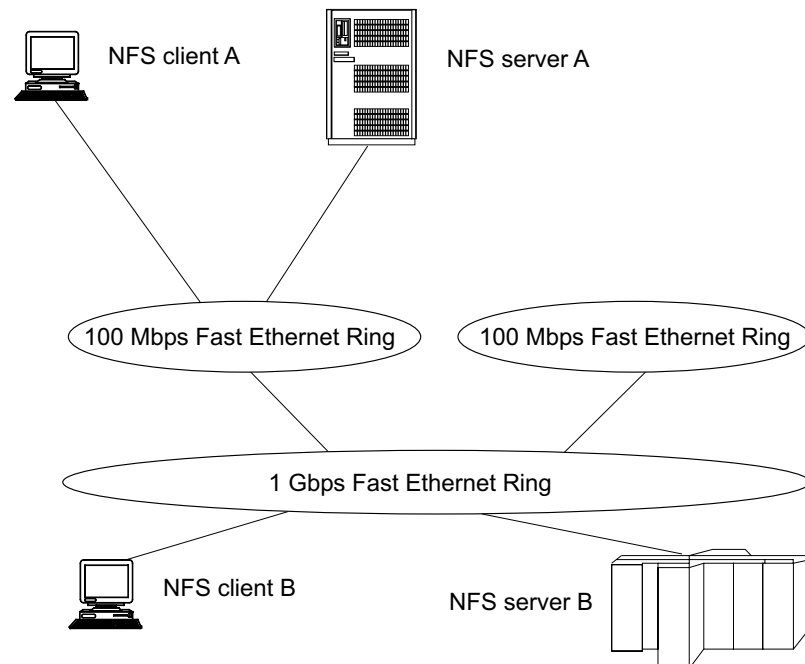 NFS client A
NFS server A
100 Mbps Fast Ethernet Ring
100 Mbps Fast Ethernet Ring
1 Gbps Fast Ethernet Ring
NFS client B
NFS server B